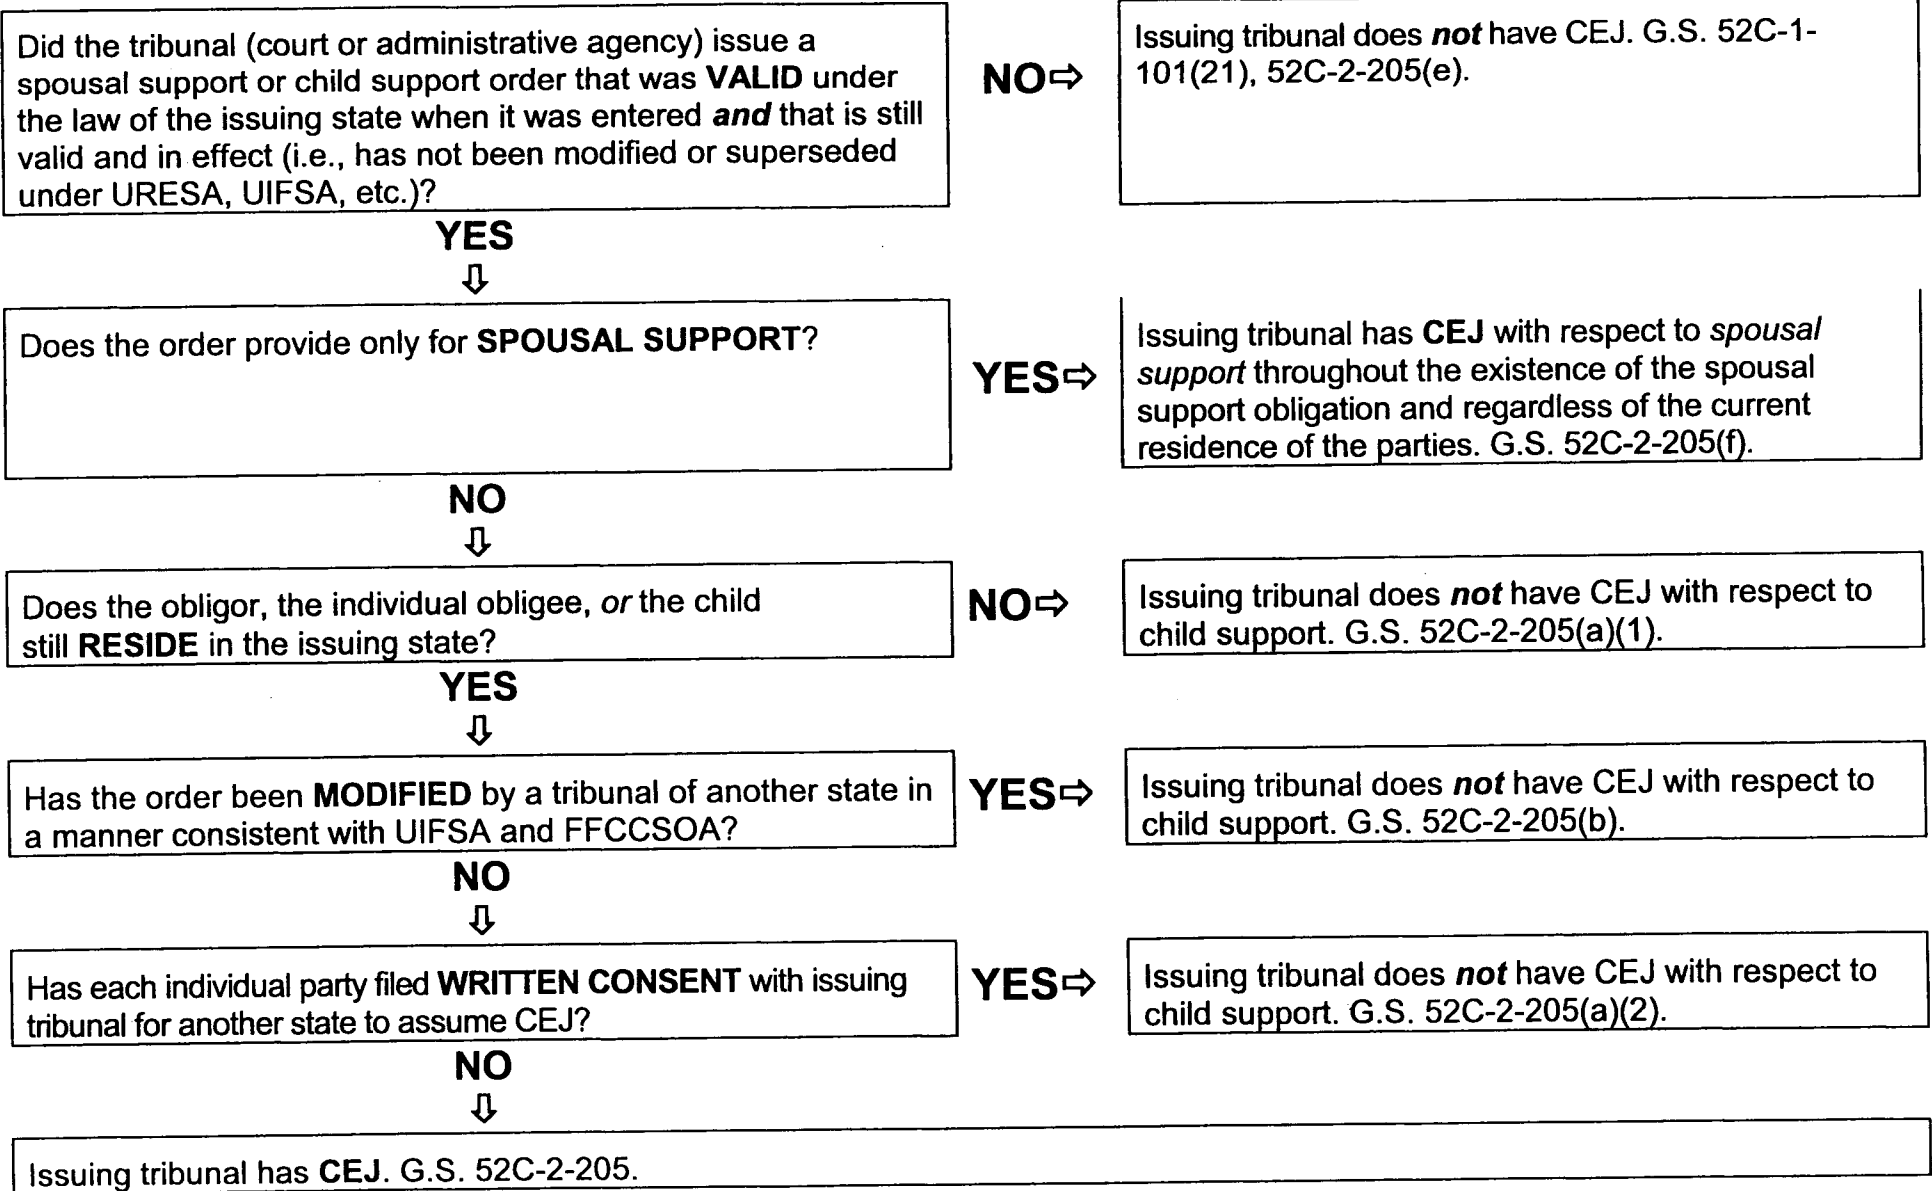 Did the tribunal (court or administrative agency) issue a
spousal support or child support order that was VALID under
the law of the issuing state when it was entered and that is still
valid and in effect (i.e., has not been modified or superseded
under URESA, UIFSA, etc.)?
NO⇨
Issuing tribunal does not have CEJ. G.S. 52C-1-
101(21), 52C-2-205(e).
YES
⇩
Does the order provide only for SPOUSAL SUPPORT?
YES⇨
Issuing tribunal has CEJ with respect to spousal
support throughout the existence of the spousal
support obligation and regardless of the current
residence of the parties. G.S. 52C-2-205(f).
NO
⇩
Does the obligor, the individual obligee, or the child
still RESIDE in the issuing state?
NO⇨
Issuing tribunal does not have CEJ with respect to
child support. G.S. 52C-2-205(a)(1).
YES
⇩
Has the order been MODIFIED by a tribunal of another state in
a manner consistent with UIFSA and FFCCSOA?
YES⇨
Issuing tribunal does not have CEJ with respect to
child support. G.S. 52C-2-205(b).
NO
⇩
Has each individual party filed WRITTEN CONSENT with issuing
tribunal for another state to assume CEJ?
YES⇨
Issuing tribunal does not have CEJ with respect to
child support. G.S. 52C-2-205(a)(2).
NO
⇩
Issuing tribunal has CEJ. G.S. 52C-2-205.